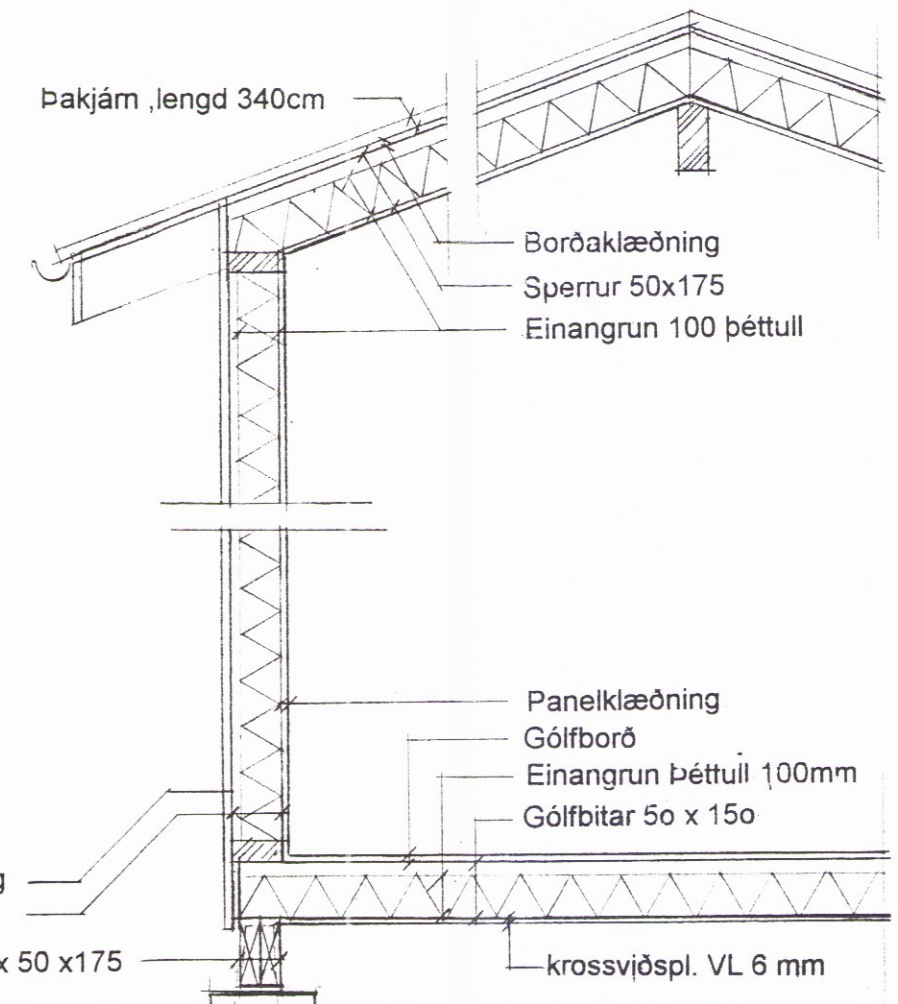 Þakjárn ,lengd 340cm
Borðaklæðning
Sperrur 50x175
Einangrun 100 þéttull
Panelklæðning
Gólfborð
Einangrun Þéttull 100mm
Gólfbitar 5o x 15o
g
x 50 x175
krossviðspl. VL 6 mm